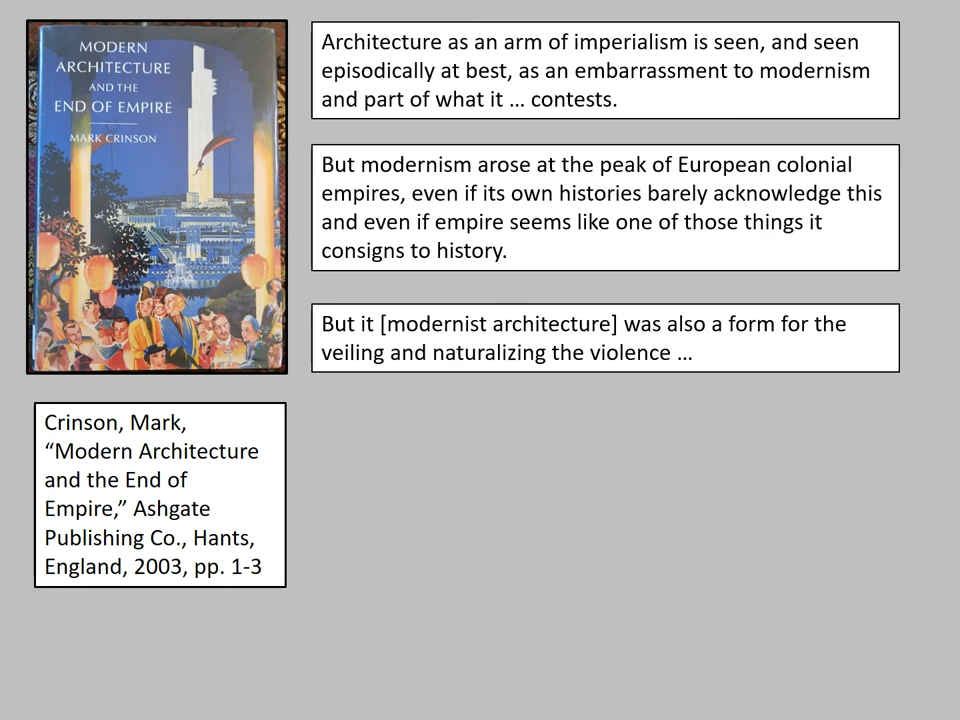 MODERN
ARCHITECTURE
AND THE
END OF EMPIRE
MARK CRINSON
Architecture as an arm of imperialism is seen, and seen
episodically at best, as an embarrassment to modernism
and part of what it … contests.
But modernism arose at the peak of European colonial
empires, even if its own histories barely acknowledge this
and even if empire seems like one of those things it
consigns to history.
But it [modernist architecture] was also a form for the
veiling and naturalizing the violence …
Crinson, Mark,
“Modern Architecture
and the End of
Empire,” Ashgate
Publishing Co., Hants,
England, 2003, pp. 1-3